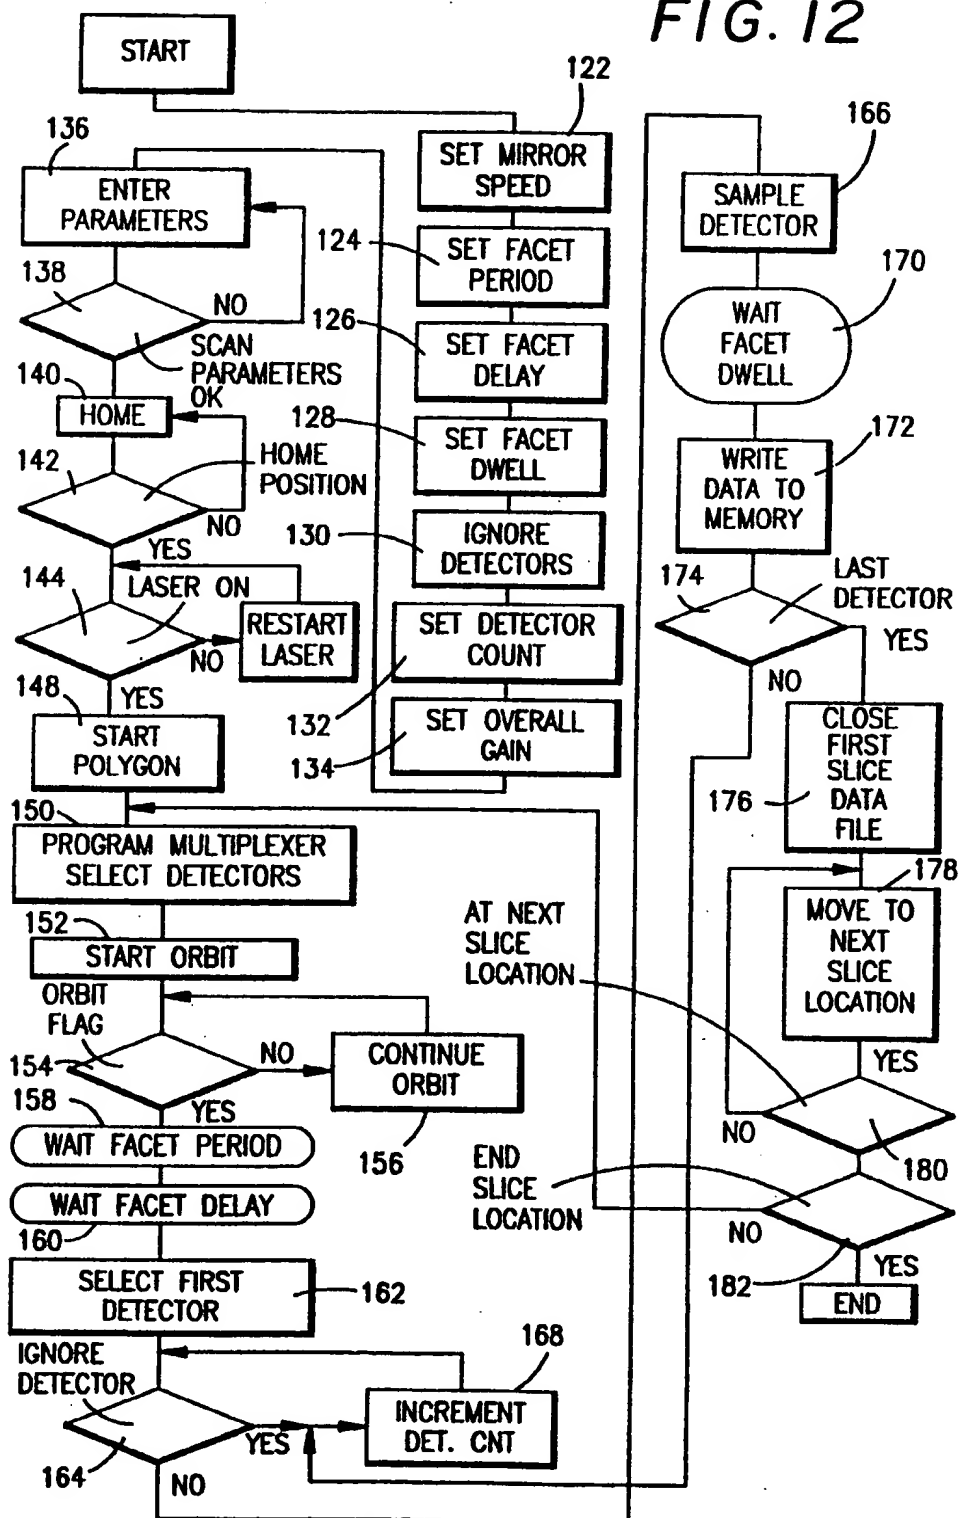 FIG. 12
START
122
SET MIRROR
SPEED
124
SET FACET
PERIOD
126
SET FACET
DELAY
128
SET FACET
DWELL
130
IGNORE
DETECTORS
SET DETECTOR
COUNT
132
SET OVERALL
GAIN
134
136
ENTER
PARAMETERS
138
NO
SCAN
PARAMETERS
OK
140
HOME
142
HOME
POSITION
NO
YES
144
LASER ON
NO
RESTART
LASER
YES
148
START
POLYGON
150
PROGRAM MULTIPLEXER
SELECT DETECTORS
152
START ORBIT
ORBIT
FLAG
154
NO
CONTINUE
ORBIT
156
YES
158
WAIT FACET PERIOD
WAIT FACET DELAY
160
SELECT FIRST
DETECTOR
162
IGNORE
DETECTOR
164
YES
168
INCREMENT
DET. CNT
NO
166
SAMPLE
DETECTOR
170
WAIT
FACET
DWELL
172
WRITE
DATA TO
MEMORY
174
LAST
DETECTOR
YES
NO
CLOSE
FIRST
SLICE
DATA
FILE
176
178
MOVE TO
NEXT
SLICE
LOCATION
AT NEXT
SLICE
LOCATION
YES
NO
180
END
SLICE
LOCATION
NO
182
YES
END